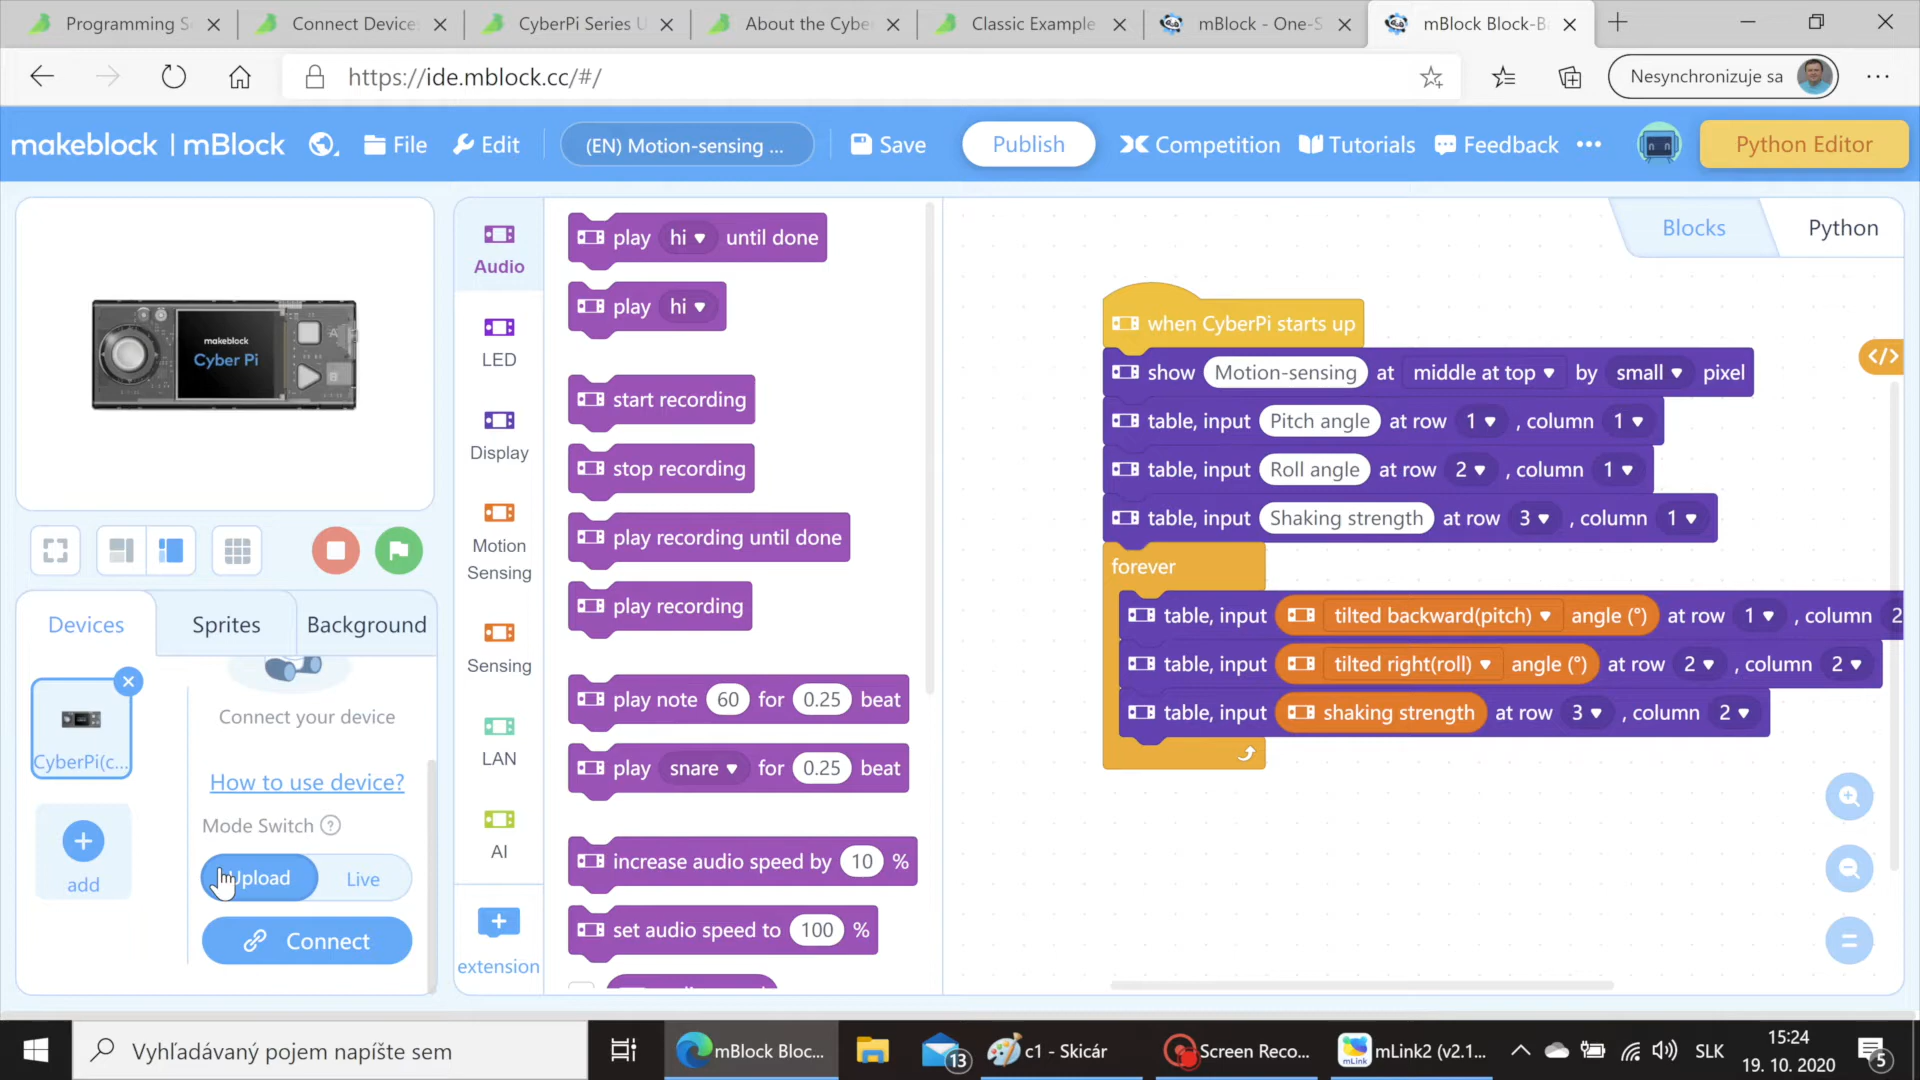 Programming S
Connect Device
CyberPi Series U
About the Cybe
Classic Example
mBlock - One-S
mBlock Block-B
https://ide.mblock.cc/#/
Nesynchronizuje sa
makeblock | mBlock
File
Edit
(EN) Motion-sensing ...
Save
Publish
Competition
Tutorials
Feedback
Python Editor
makeblock
Cyber Pi
A
B
Devices
Sprites
Background
CyberPi(c...
add
Connect your device
How to use device?
Mode Switch ?
Upload
Live
Connect
Audio
LED
Display
Motion
Sensing
Sensing
LAN
AI
extension
play hi until done
play hi
start recording
stop recording
play recording until done
play recording
play note 60 for 0.25 beat
play snare for 0.25 beat
increase audio speed by 10 %
set audio speed to 100 %
Blocks
Python
</>
when CyberPi starts up
show Motion-sensing at middle at top by small pixel
table, input Pitch angle at row 1 , column 1
table, input Roll angle at row 2 , column 1
table, input Shaking strength at row 3 , column 1
forever
table, input tilted backward(pitch) angle (°) at row 1 , column 2
table, input tilted right(roll) angle (°) at row 2 , column 2
table, input shaking strength at row 3 , column 2
Vyhľadávaný pojem napíšte sem
mBlock Bloc...
13
c1 - Skicár
Screen Reco...
mLink
mLink2 (v2.1...
SLK
15:24
19. 10. 2020
5